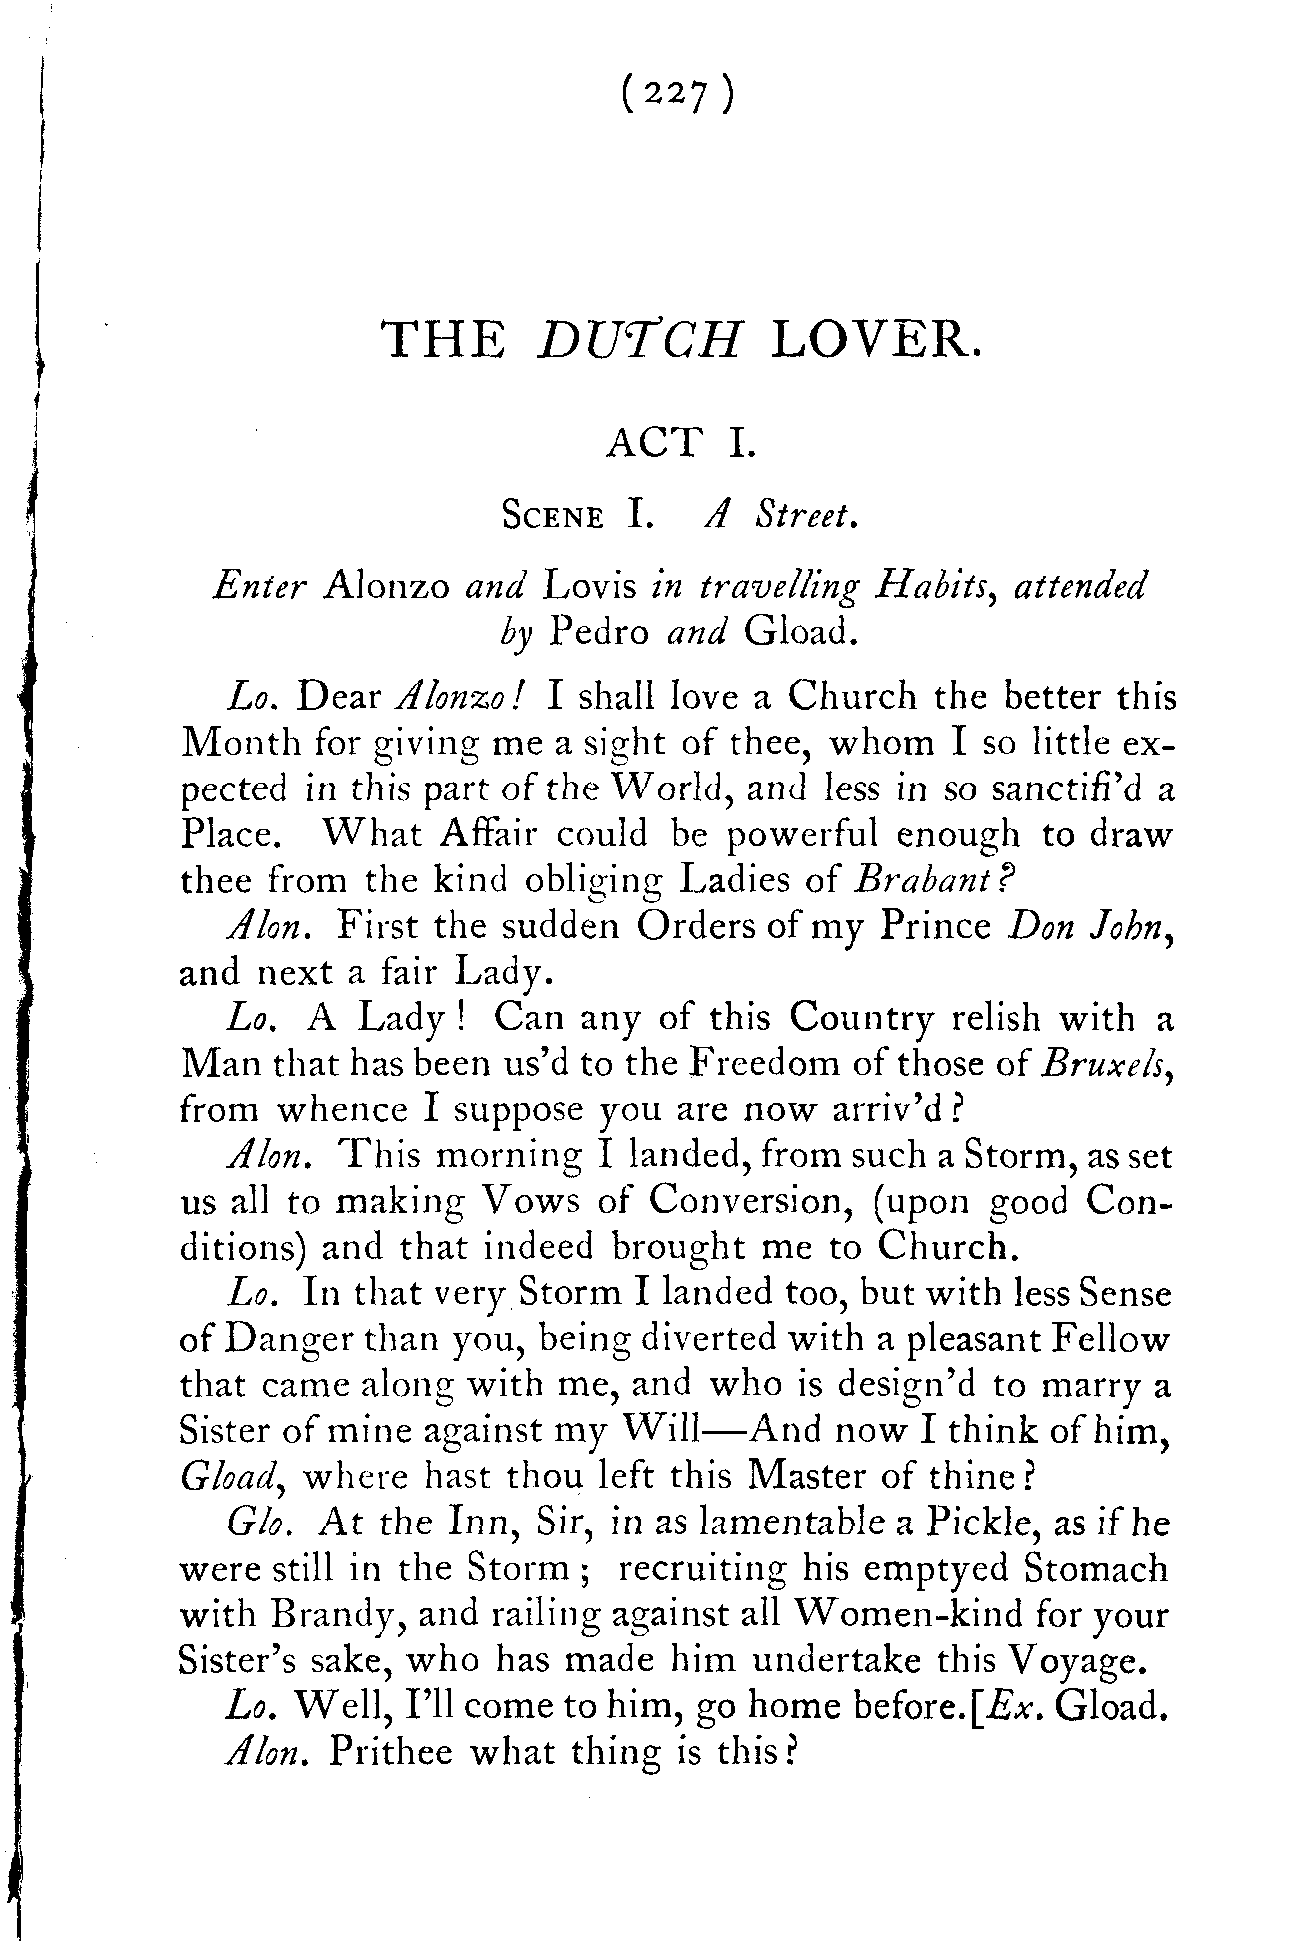 ( 227 )
THE DUTCH LOVER.
ACT I.
SCENE I. A Street.
Enter Alonzo and Lovis in travelling Habits, attended
by Pedro and Gload.
Lo. Dear Alonzo! I shall love a Church the better this
Month for giving me a sight of thee, whom I so little ex-
pected in this part of the World, and less in so sanctifi'd a
Place. What Affair could be powerful enough to draw
thee from the kind obliging Ladies of Brabant?
Alon. First the sudden Orders of my Prince Don John,
and next a fair Lady.
Lo. A Lady! Can any of this Country relish with a
Man that has been us'd to the Freedom of those of Bruxels,
from whence I suppose you are now arriv'd?
Alon. This morning I landed, from such a Storm, as set
us all to making Vows of Conversion, (upon good Con-
ditions) and that indeed brought me to Church.
Lo. In that very Storm I landed too, but with less Sense
of Danger than you, being diverted with a pleasant Fellow
that came along with me, and who is design'd to marry a
Sister of mine against my Will—And now I think of him,
Gload, where hast thou left this Master of thine?
Glo. At the Inn, Sir, in as lamentable a Pickle, as if he
were still in the Storm; recruiting his emptyed Stomach
with Brandy, and railing against all Women-kind for your
Sister's sake, who has made him undertake this Voyage.
Lo. Well, I'll come to him, go home before.[Ex. Gload.
Alon. Prithee what thing is this?